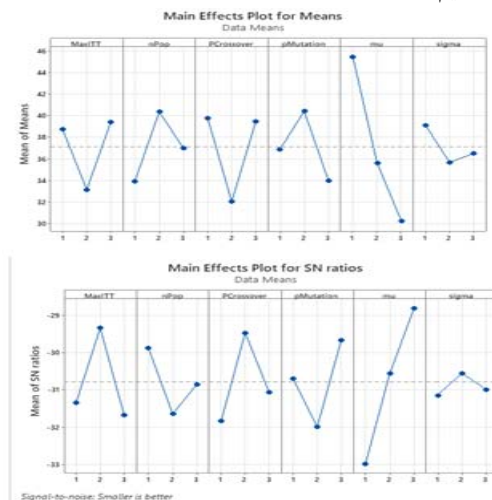 Main Effects Plot for Means
Data Means
MaxITT nPop PCrossover pMutation mu sigma
Mean of Means
46
44
42
40
38
36
34
32
30
1 2 3 1 2 3 1 2 3 1 2 3 1 2 3 1 2 3
Main Effects Plot for SN ratios
Data Means
MaxITT nPop PCrossover pMutation mu sigma
Mean of SN ratios
-29
-30
-31
-32
-33
1 2 3 1 2 3 1 2 3 1 2 3 1 2 3 1 2 3
Signal-to-noise: Smaller is better